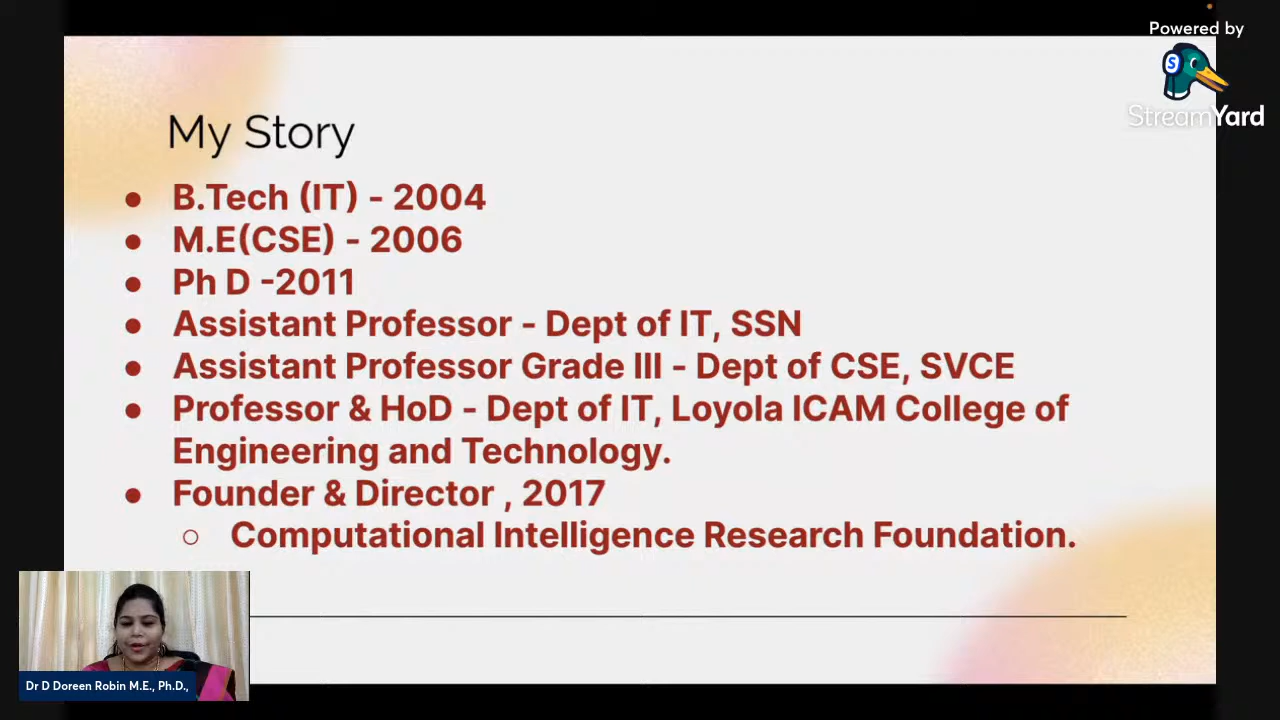 Powered by
S
StreamYard
My Story
● B.Tech (IT) - 2004
● M.E(CSE) - 2006
● Ph D -2011
● Assistant Professor - Dept of IT, SSN
● Assistant Professor Grade III - Dept of CSE, SVCE
● Professor & HoD - Dept of IT, Loyola ICAM College of
Engineering and Technology.
● Founder & Director , 2017
○ Computational Intelligence Research Foundation.
Dr D Doreen Robin M.E., Ph.D.,